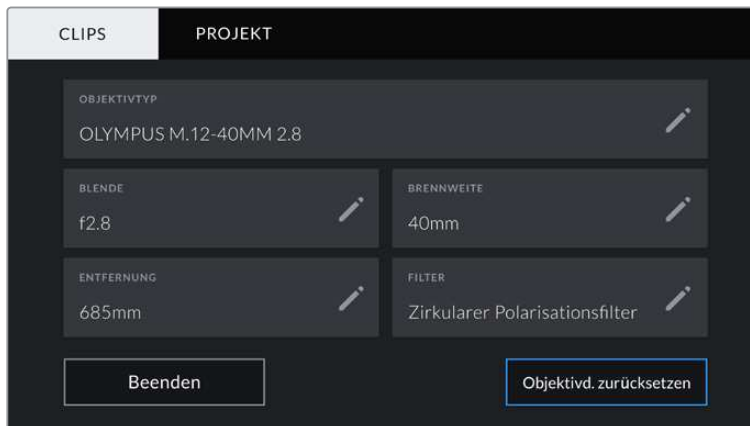 CLIPS PROJEKT
OBJEKTIVTYP
OLYMPUS M.12-40MM 2.8
BLENDE
f2.8
BRENNWEITE
40mm
ENTFERNUNG
685mm
FILTER
Zirkularer Polarisationsfilter
Beenden
Objektivd. zurücksetzen